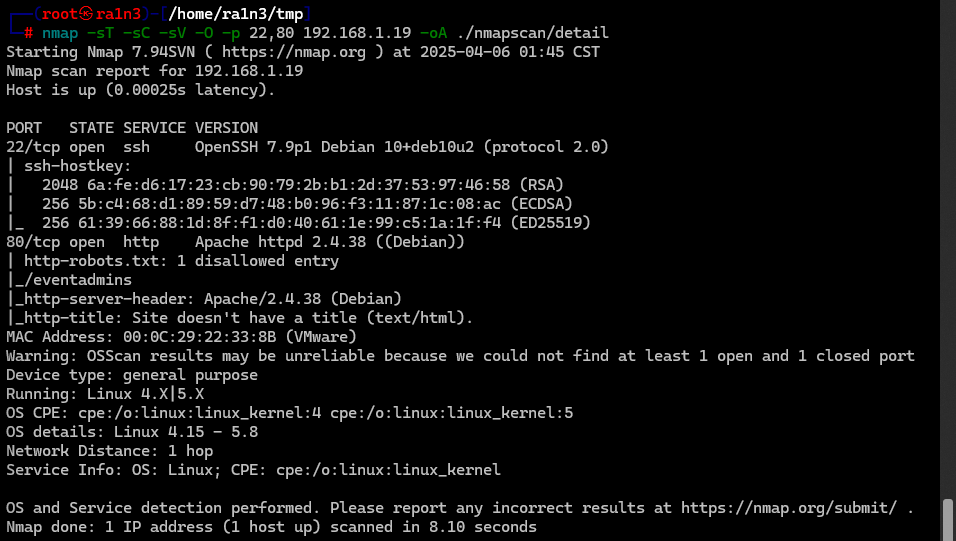 ┌──(root㉿ra1n3)-[/home/ra1n3/tmp]
└─# nmap -sT -sC -sV -O -p 22,80 192.168.1.19 -oA ./nmapscan/detail
Starting Nmap 7.94SVN ( https://nmap.org ) at 2025-04-06 01:45 CST
Nmap scan report for 192.168.1.19
Host is up (0.00025s latency).

PORT   STATE SERVICE VERSION
22/tcp open  ssh     OpenSSH 7.9p1 Debian 10+deb10u2 (protocol 2.0)
| ssh-hostkey:
|   2048 6a:fe:d6:17:23:cb:90:79:2b:b1:2d:37:53:97:46:58 (RSA)
|   256 5b:c4:68:d1:89:59:d7:48:b0:96:f3:11:87:1c:08:ac (ECDSA)
|_  256 61:39:66:88:1d:8f:f1:d0:40:61:1e:99:c5:1a:1f:f4 (ED25519)
80/tcp open  http    Apache httpd 2.4.38 ((Debian))
| http-robots.txt: 1 disallowed entry
|_/eventadmins
|_http-server-header: Apache/2.4.38 (Debian)
|_http-title: Site doesn't have a title (text/html).
MAC Address: 00:0C:29:22:33:8B (VMware)
Warning: OSScan results may be unreliable because we could not find at least 1 open and 1 closed port
Device type: general purpose
Running: Linux 4.X|5.X
OS CPE: cpe:/o:linux:linux_kernel:4 cpe:/o:linux:linux_kernel:5
OS details: Linux 4.15 - 5.8
Network Distance: 1 hop
Service Info: OS: Linux; CPE: cpe:/o:linux:linux_kernel

OS and Service detection performed. Please report any incorrect results at https://nmap.org/submit/ .
Nmap done: 1 IP address (1 host up) scanned in 8.10 seconds